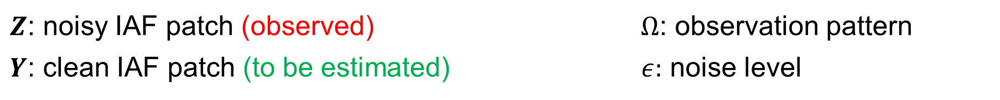 Z: noisy IAF patch (observed)
Y: clean IAF patch (to be estimated)
Ω: observation pattern
ϵ: noise level